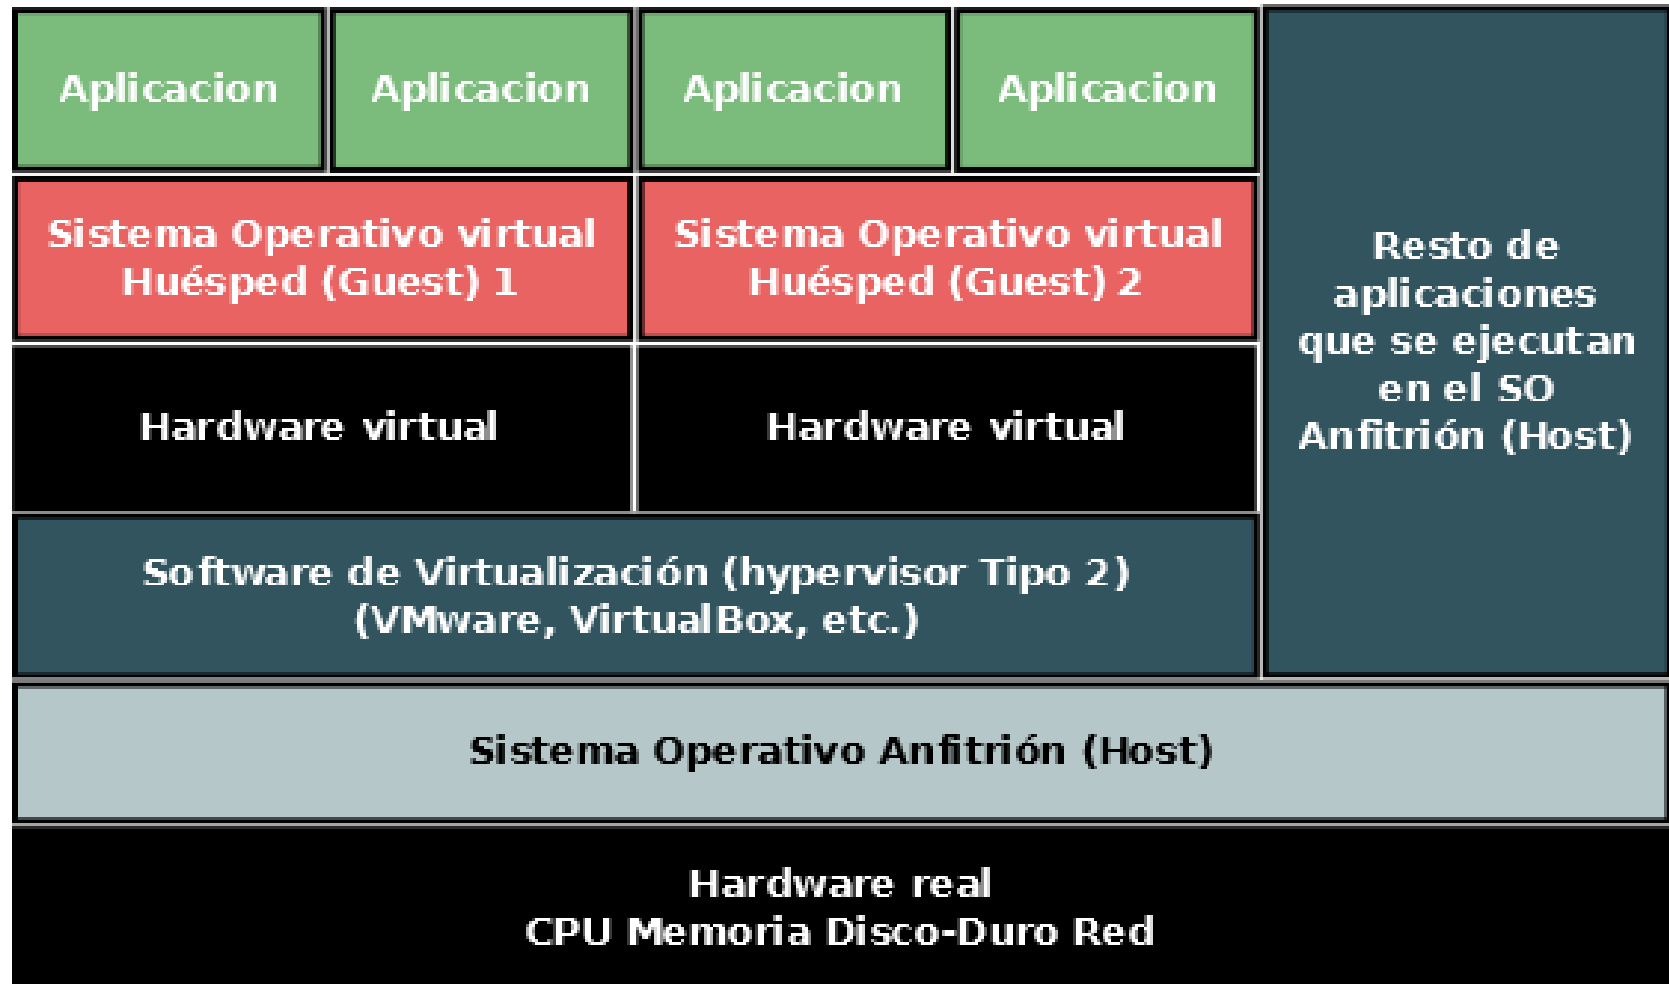 Aplicacion
Aplicacion
Aplicacion
Aplicacion
Sistema Operativo virtual
Huésped (Guest) 1
Sistema Operativo virtual
Huésped (Guest) 2
Resto de
aplicaciones
que se ejecutan
en el SO
Anfitrión (Host)
Hardware virtual
Hardware virtual
Software de Virtualización (hypervisor Tipo 2)
(VMware, VirtualBox, etc.)
Sistema Operativo Anfitrión (Host)
Hardware real
CPU Memoria Disco-Duro Red